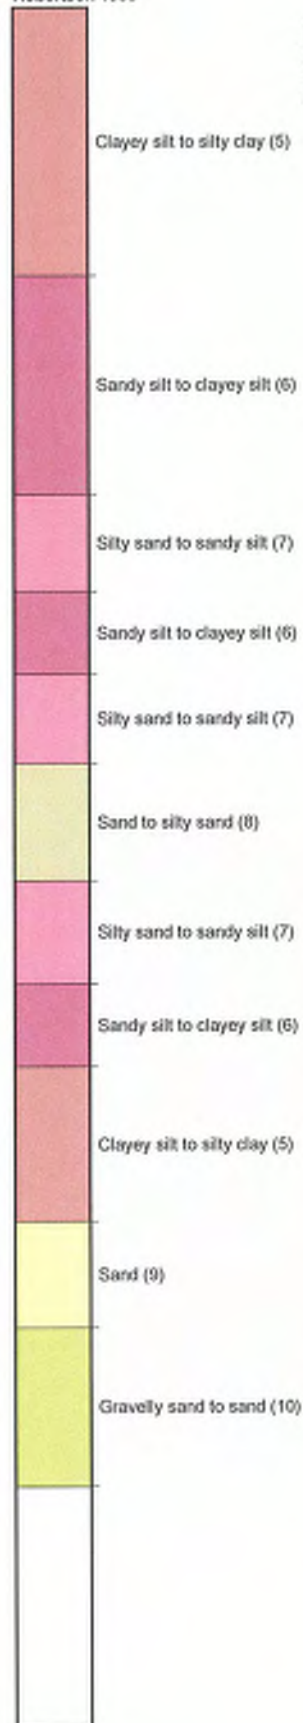 Clayey silt to silty clay (5)
Sandy silt to clayey silt (6)
Silty sand to sandy silt (7)
Sandy silt to clayey silt (6)
Silty sand to sandy silt (7)
Sand to silty sand (8)
Silty sand to sandy silt (7)
Sandy silt to clayey silt (6)
Clayey silt to silty clay (5)
Sand (9)
Gravelly sand to sand (10)